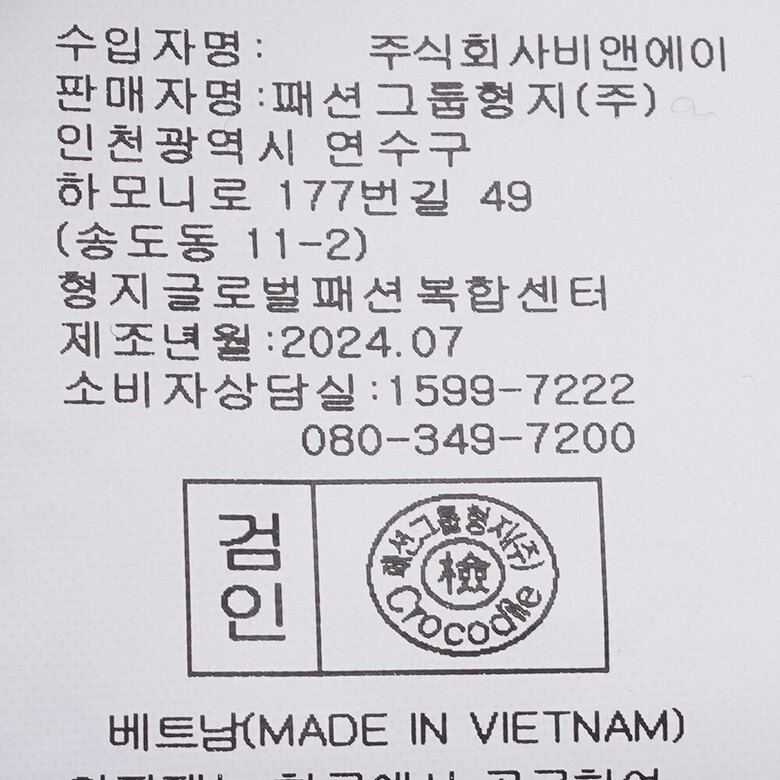 수입자명: 주식회사비앤에이
판매자명:패션그룹형지(주)
인천광역시 연수구
하모니로 177번길 49
(송도동 11-2)
형지글로벌패션복합센터
제조년월:2024.07
소비자상담실:1599-7222
080-349-7200
검인
패션그룹형지(주)
檢
Crocodile
베트남(MADE IN VIETNAM)